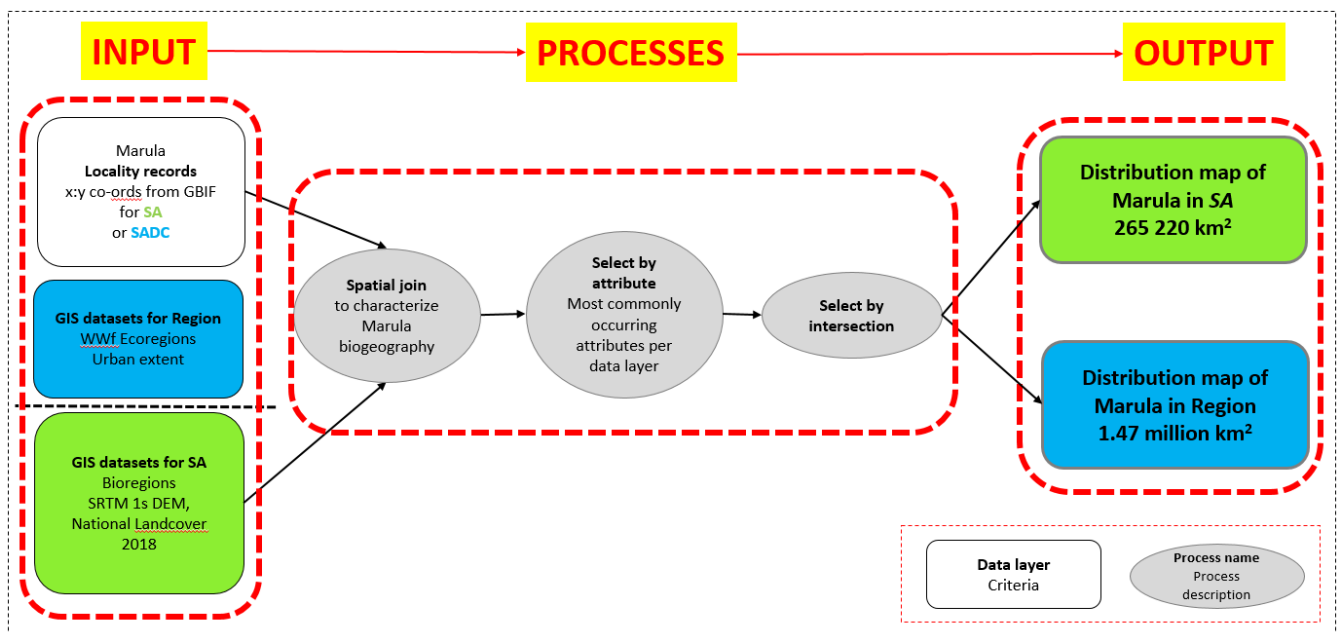 INPUT
PROCESSES
OUTPUT
Marula
Locality records
x:y co-ords from GBIF
for SA
or SADC
GIS datasets for Region
WWf Ecoregions
Urban extent
GIS datasets for SA
Bioregions
SRTM 1s DEM,
National Landcover
2018
Spatial join
to characterize
Marula
biogeography
Select by
attribute
Most commonly
occurring
attributes per
data layer
Select by
intersection
Distribution map of
Marula in SA
265 220 km²
Distribution map of
Marula in Region
1.47 million km²
Data layer
Criteria
Process name
Process
description